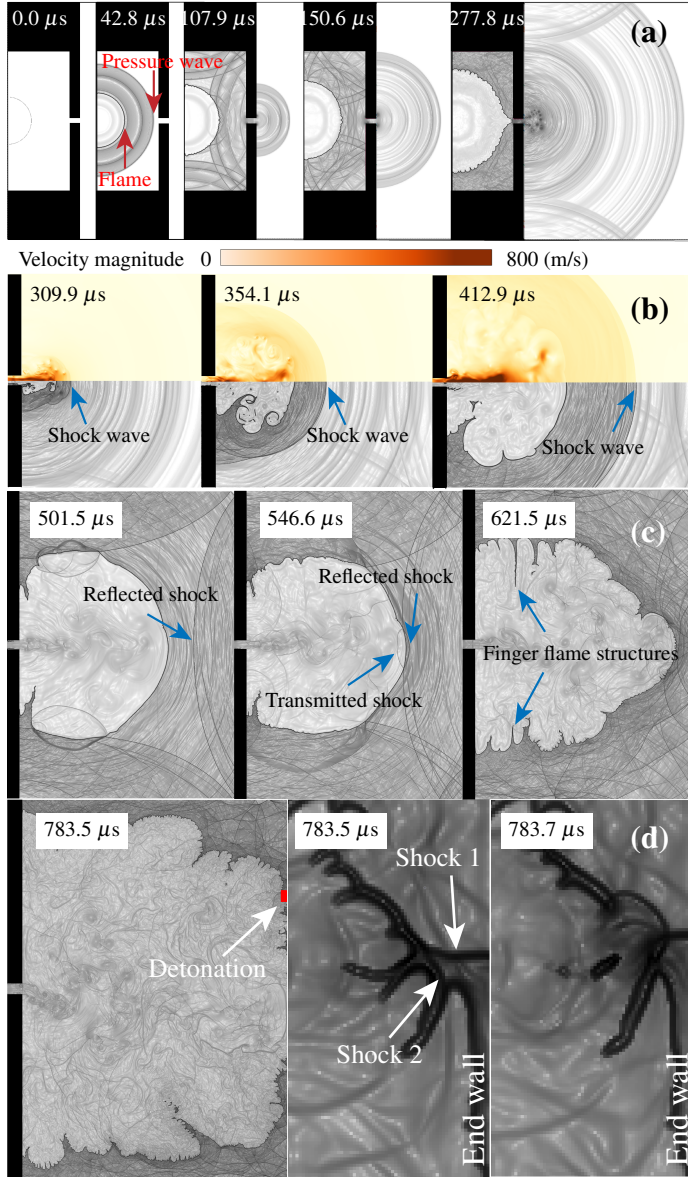 0.0 μs 42.8 μs 107.9 μs 150.6 μs 277.8 μs (a)
Pressure wave
Flame
Velocity magnitude 0 800 (m/s)
309.9 μs 354.1 μs 412.9 μs (b)
Shock wave Shock wave Shock wave
501.5 μs 546.6 μs 621.5 μs (c)
Reflected shock
Reflected shock
Finger flame structures
Transmitted shock
783.5 μs 783.5 μs 783.7 μs (d)
Shock 1
Detonation
Shock 2
End wall End wall